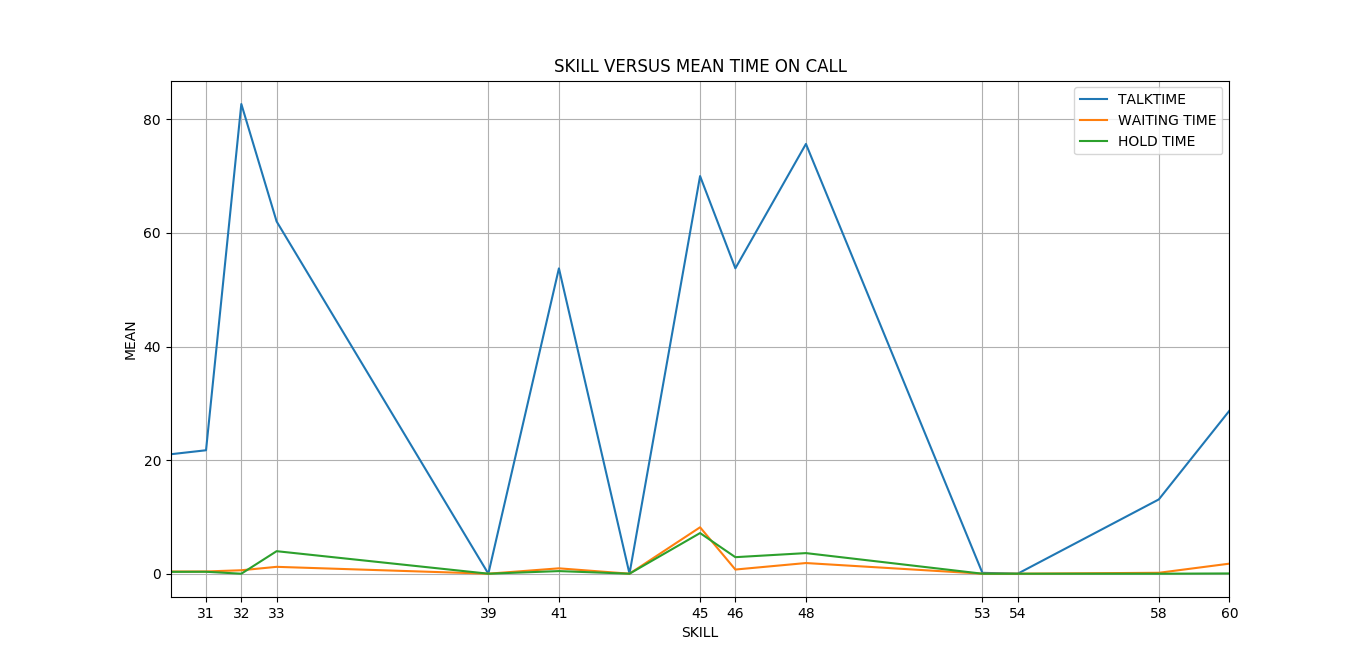 SKILL VERSUS MEAN TIME ON CALL
TALKTIME
WAITING TIME
HOLD TIME
80
60
40
20
0
MEAN
31 32 33 39 41 45 46 48 53 54 58 60
SKILL